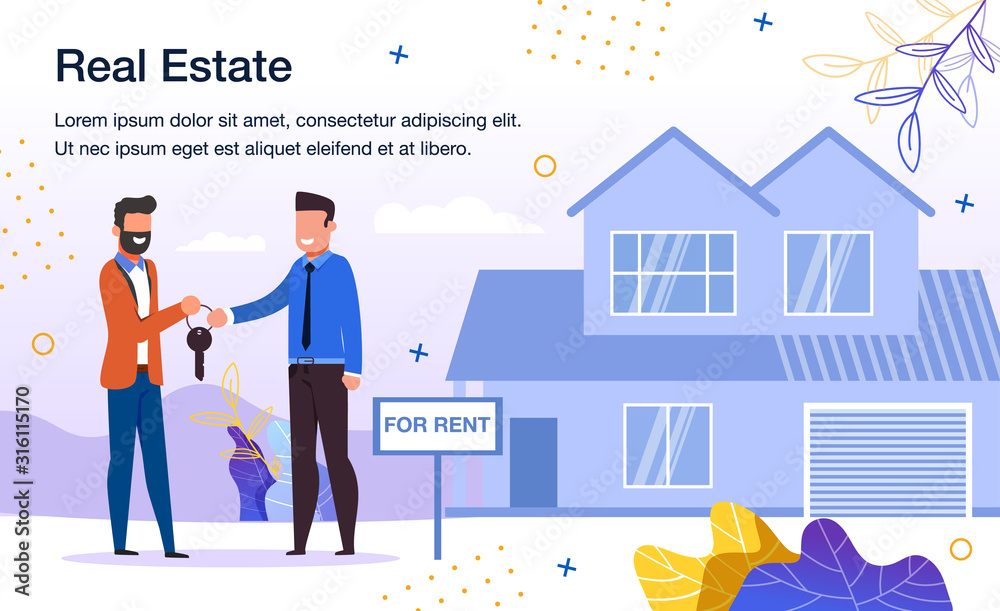 Real Estate
Lorem ipsum dolor sit amet, consectetur adipiscing elit.
Ut nec ipsum eget est aliquet eleifend et at libero.
FOR RENT
Adobe Stock | #316115170